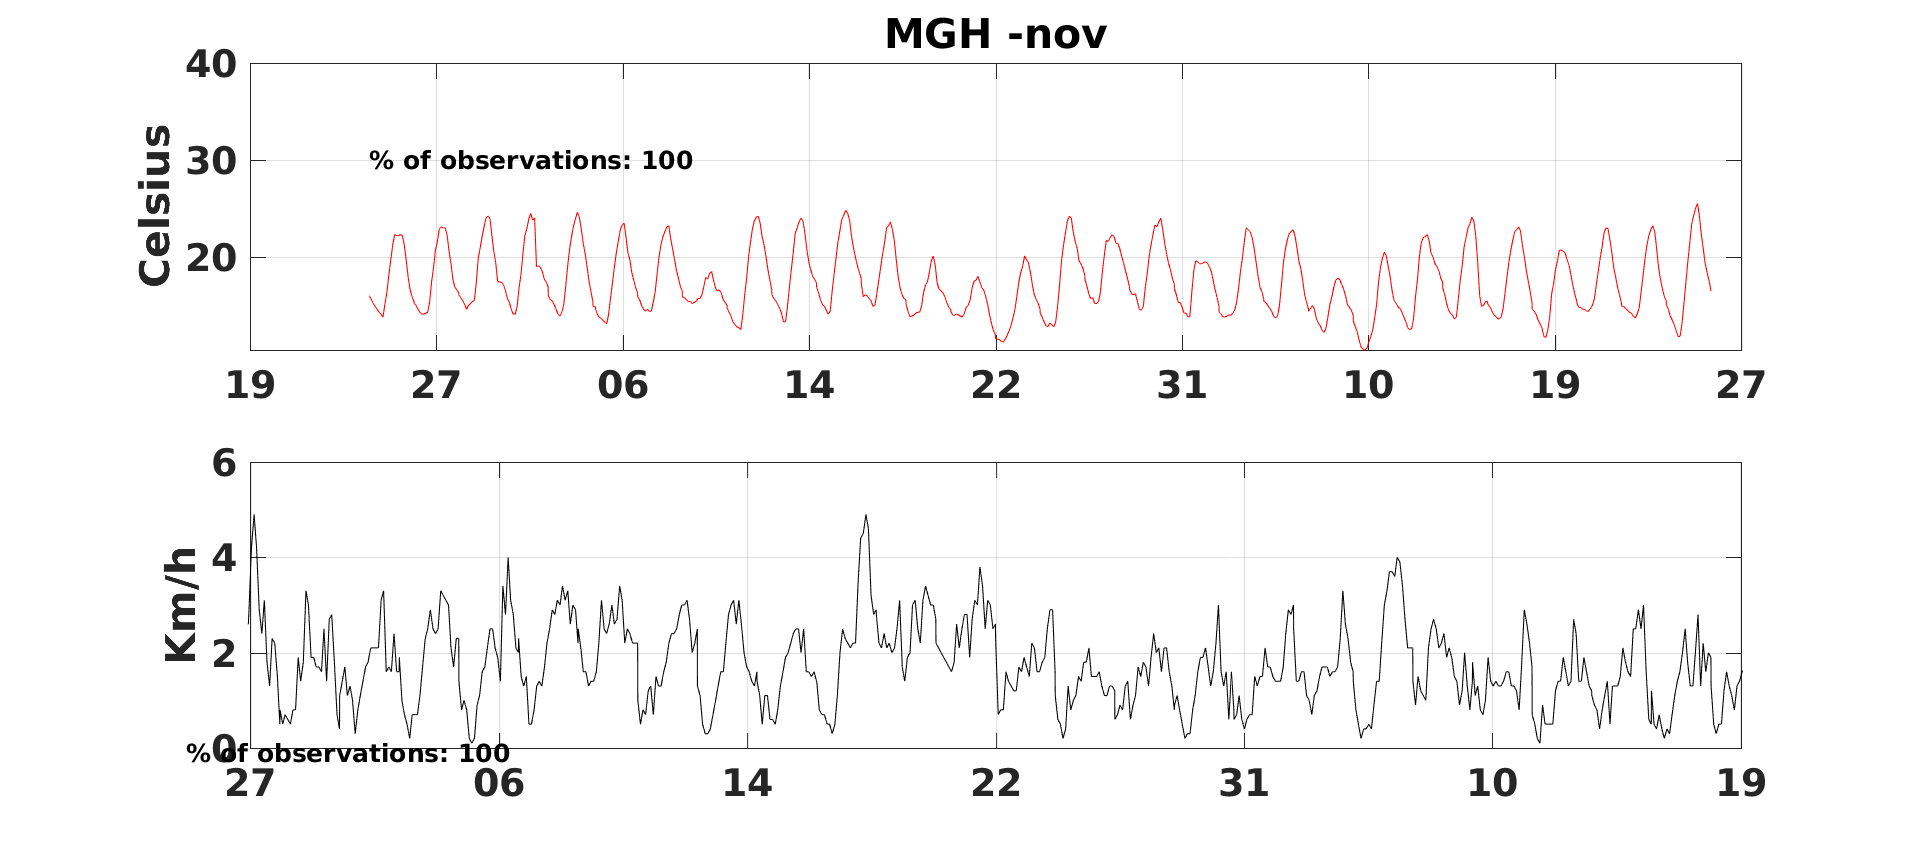 MGH -nov
Celsius
40
30
20
% of observations: 100
19 27 06 14 22 31 10 19 27
Km/h
6
4
2
0
% of observations: 100
27 06 14 22 31 10 19